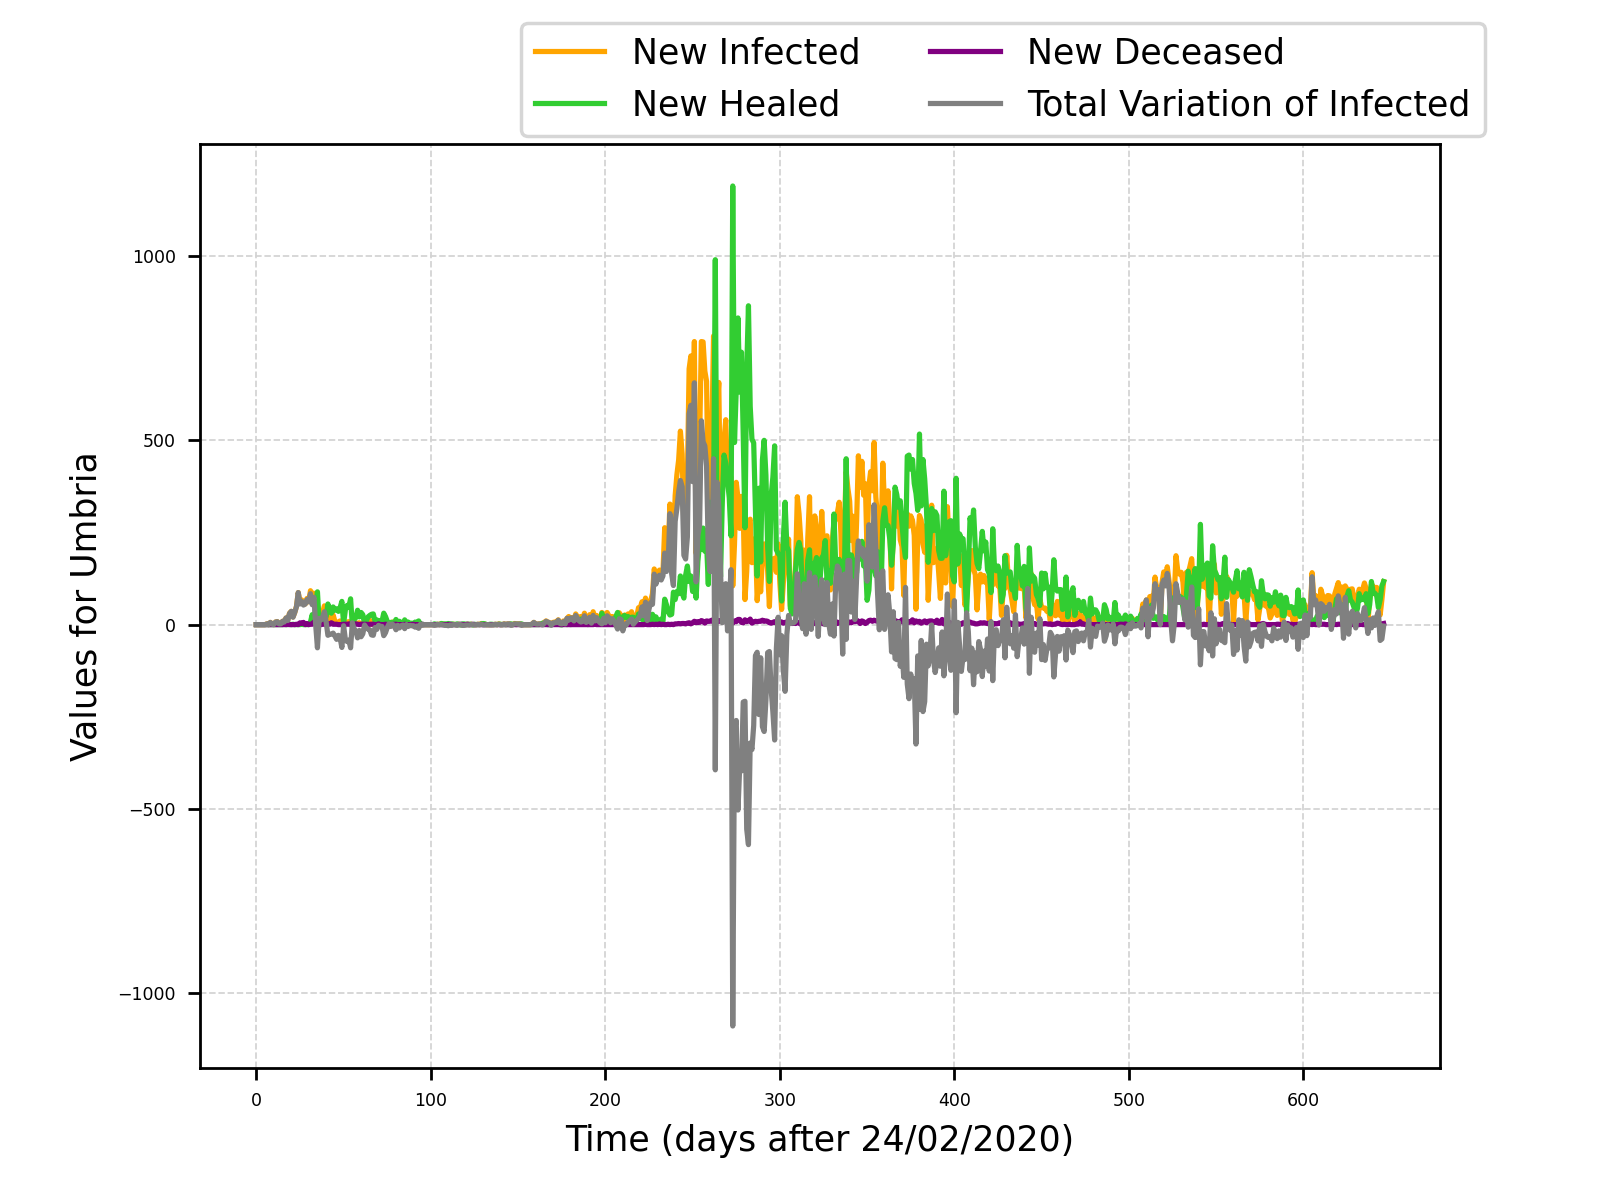 New Infected
New Healed
New Deceased
Total Variation of Infected
Values for Umbria
1000
500
0
−500
−1000
0 100 200 300 400 500 600
Time (days after 24/02/2020)